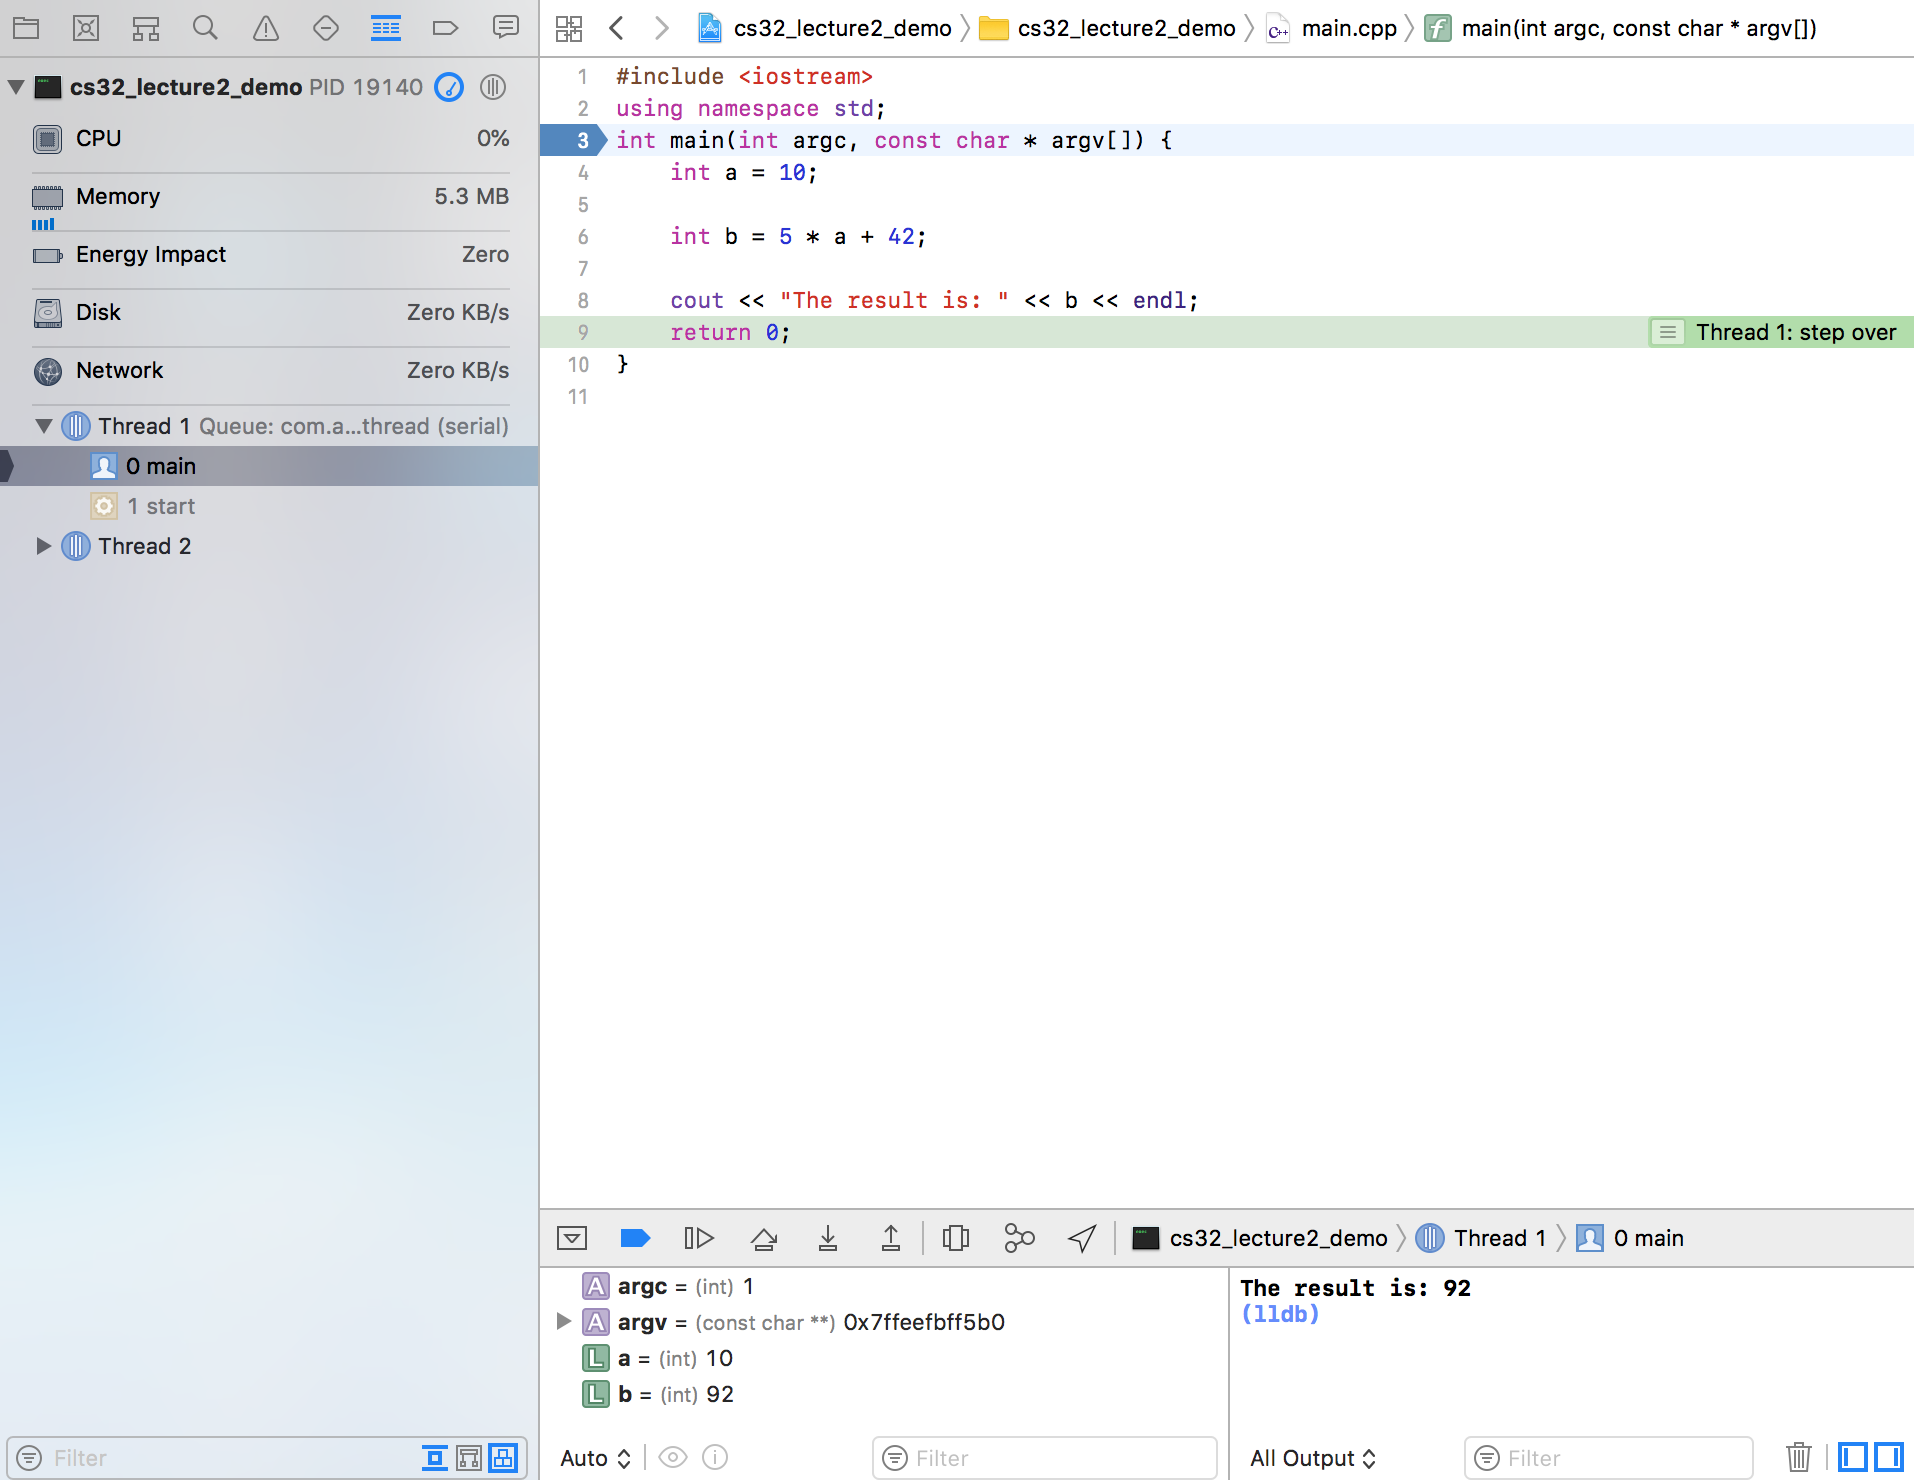 cs32_lecture2_demo PID 19140
CPU 0%
Memory 5.3 MB
Energy Impact Zero
Disk Zero KB/s
Network Zero KB/s
Thread 1 Queue: com.a...thread (serial)
0 main
1 start
Thread 2
Filter
cs32_lecture2_demo cs32_lecture2_demo main.cpp main(int argc, const char * argv[])
1 #include <iostream>
2 using namespace std;
3 int main(int argc, const char * argv[]) {
4     int a = 10;
5
6     int b = 5 * a + 42;
7
8     cout << "The result is: " << b << endl;
9     return 0; Thread 1: step over
10 }
11
cs32_lecture2_demo Thread 1 0 main
A argc = (int) 1
A argv = (const char **) 0x7ffeefbff5b0
L a = (int) 10
L b = (int) 92
Auto Filter
The result is: 92
(lldb)
All Output Filter